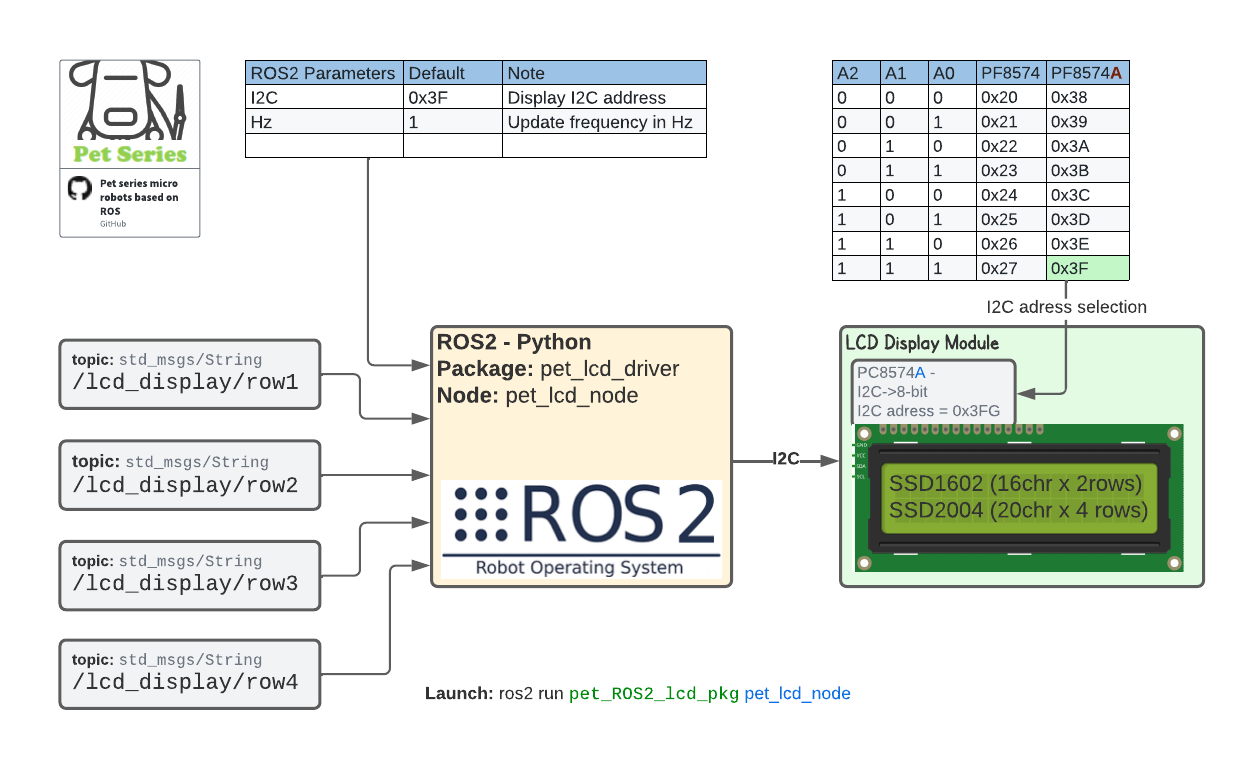 Pet Series
Pet series micro
robots based on
ROS
GitHub
ROS2 Parameters Default Note
I2C 0x3F Display I2C address
Hz 1 Update frequency in Hz
A2 A1 A0 PF8574 PF8574A
0 0 0 0x20 0x38
0 0 1 0x21 0x39
0 1 0 0x22 0x3A
0 1 1 0x23 0x3B
1 0 0 0x24 0x3C
1 0 1 0x25 0x3D
1 1 0 0x26 0x3E
1 1 1 0x27 0x3F
I2C adress selection
topic: std_msgs/String
/lcd_display/row1
topic: std_msgs/String
/lcd_display/row2
topic: std_msgs/String
/lcd_display/row3
topic: std_msgs/String
/lcd_display/row4
ROS2 - Python
Package: pet_lcd_driver
Node: pet_lcd_node
ROS 2
Robot Operating System
I2C
LCD Display Module
PC8574A -
I2C->8-bit
I2C adress = 0x3FG
GND
VCC
SDA
SCL
SSD1602 (16chr x 2rows)
SSD2004 (20chr x 4 rows)
Launch: ros2 run pet_ROS2_lcd_pkg pet_lcd_node